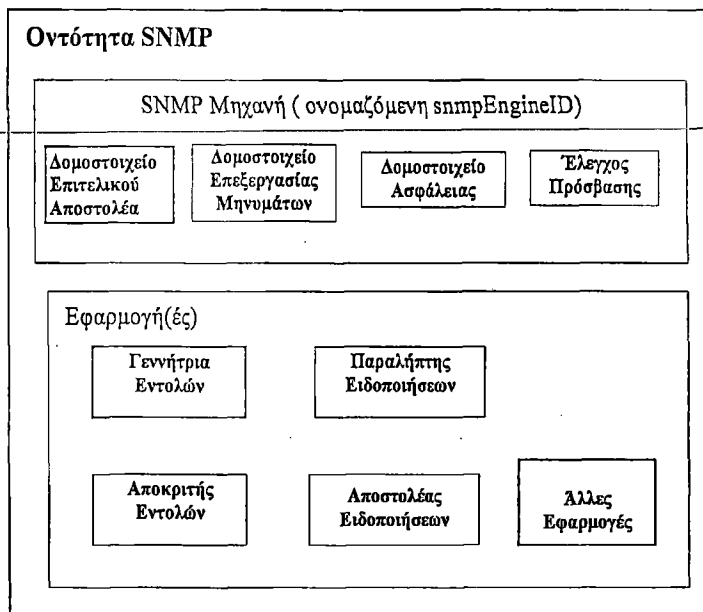 Οντότητα SNMP
SNMP Μηχανή ( ονομαζόμενη snmpEngineID)
Δομοστοιχείο
Επιτελικού
Αποστολέα
Δομοστοιχείο
Επεξεργασίας
Μηνυμάτων
Δομοστοιχείο
Ασφάλειας
Έλεγχος
Πρόσβασης
Εφαρμογή(ές)
Γεννήτρια
Εντολών
Παραλήπτης
Ειδοποιήσεων
Αποκριτής
Εντολών
Αποστολέας
Ειδοποιήσεων
Άλλες
Εφαρμογές